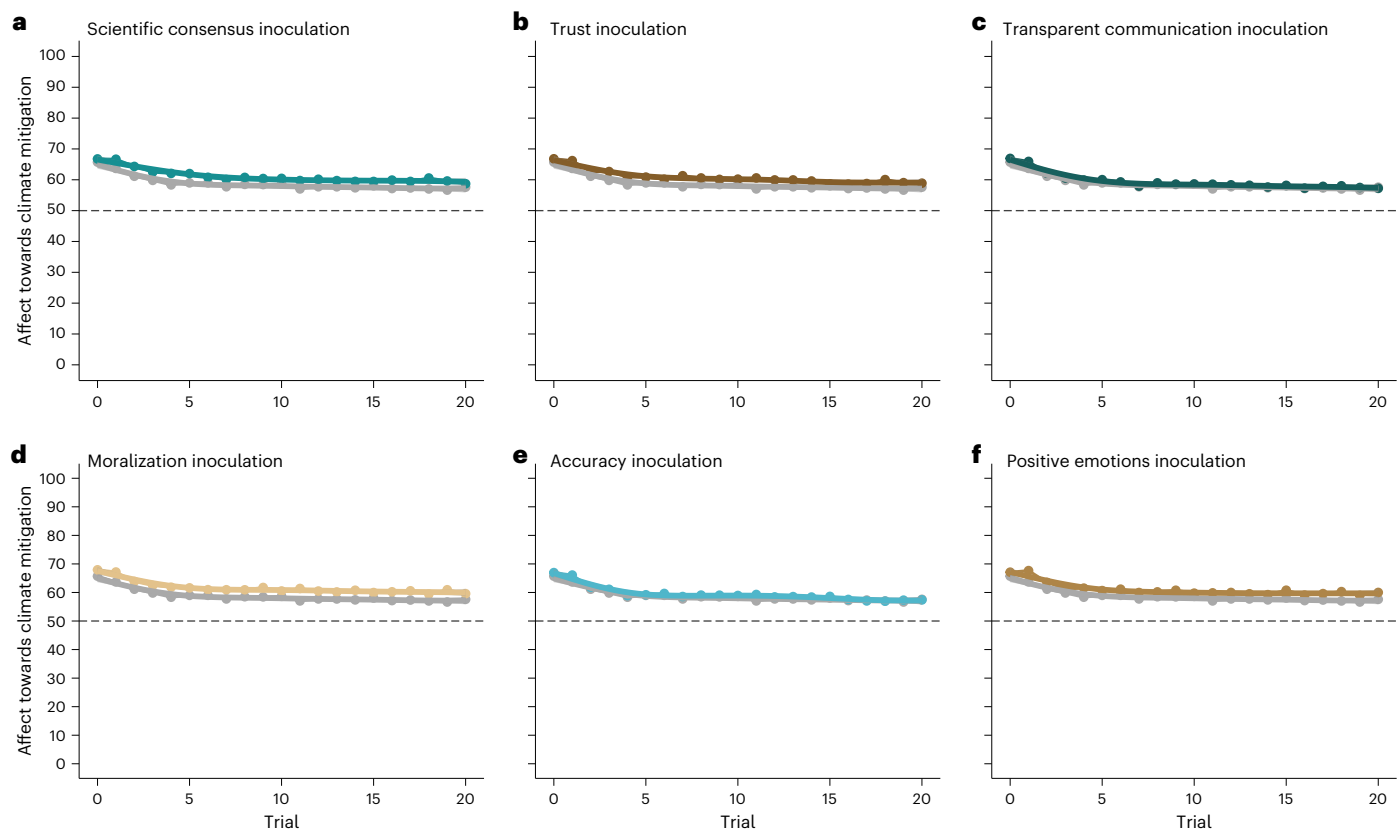 a Scientific consensus inoculation
b Trust inoculation
c Transparent communication inoculation
Affect towards climate mitigation
100
90
80
70
60
50
40
30
20
10
0
0 5 10 15 20
0 5 10 15 20
0 5 10 15 20
d Moralization inoculation
e Accuracy inoculation
f Positive emotions inoculation
Affect towards climate mitigation
100
90
80
70
60
50
40
30
20
10
0
0 5 10 15 20
0 5 10 15 20
0 5 10 15 20
Trial
Trial
Trial